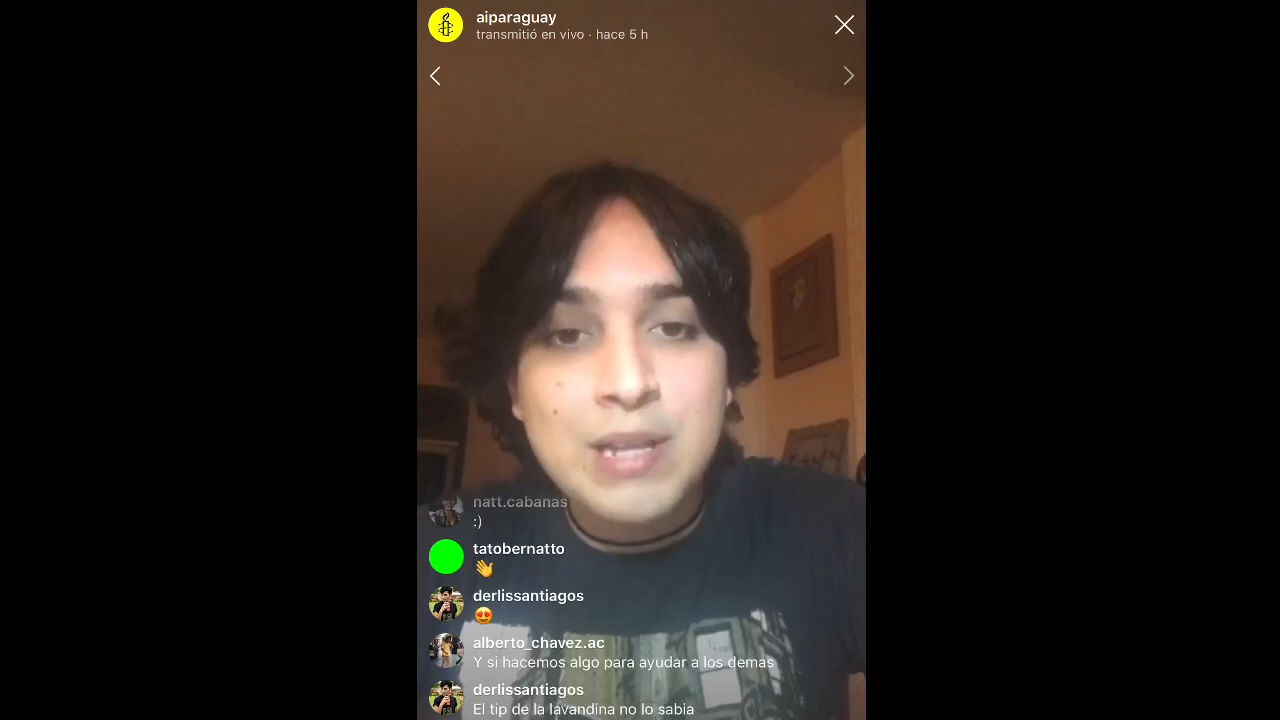 aiparaguay
transmitió en vivo · hace 5 h
natt.cabanas
:)
tatobernatto
👋
derlissantiagos
😍
alberto_chavez.ac
Y si hacemos algo para ayudar a los demas
derlissantiagos
El tip de la lavandina no lo sabia